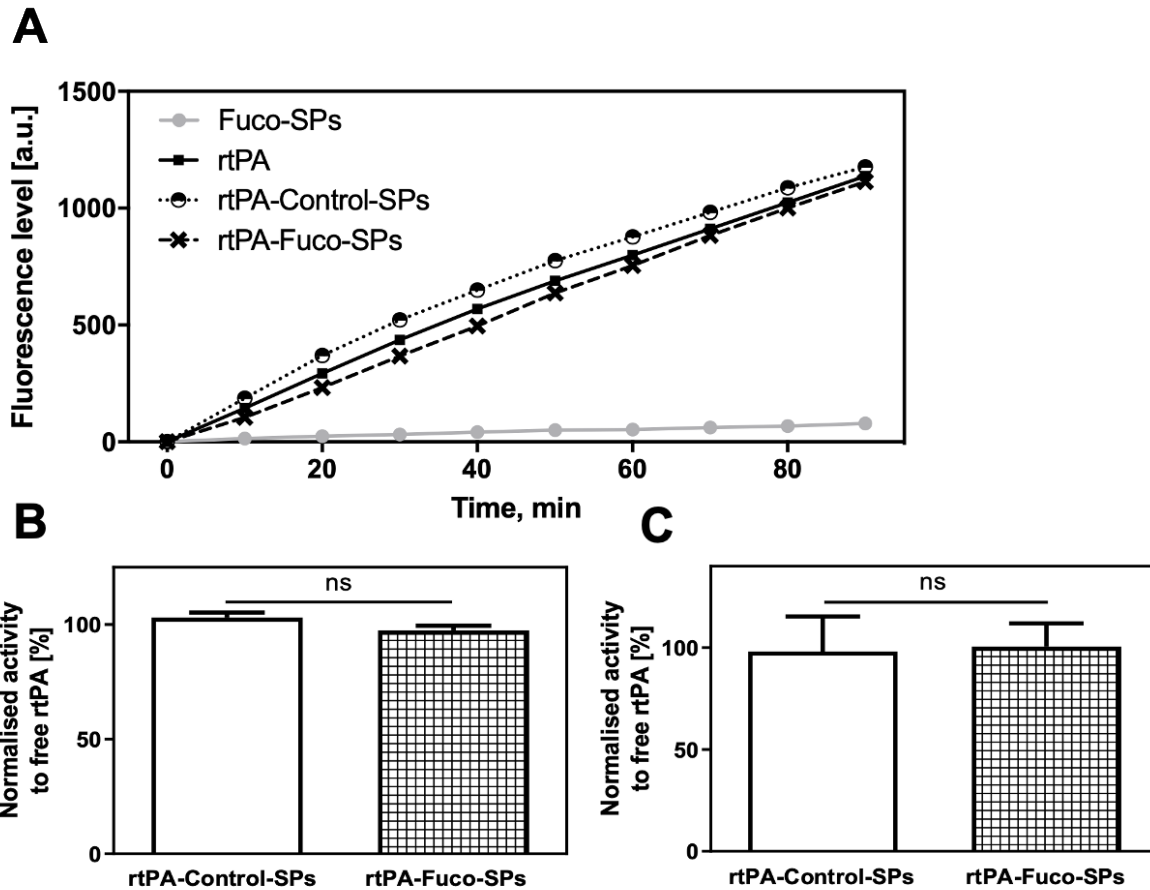 A
Fluorescence level [a.u.]
1500
1000
500
0
Fuco-SPs
rtPA
rtPA-Control-SPs
rtPA-Fuco-SPs
0 20 40 60 80
Time, min
B
Normalised activity
to free rtPA [%]
100
50
0
ns
rtPA-Control-SPs rtPA-Fuco-SPs
C
Normalised activity
to free rtPA [%]
100
50
0
ns
rtPA-Control-SPs rtPA-Fuco-SPs